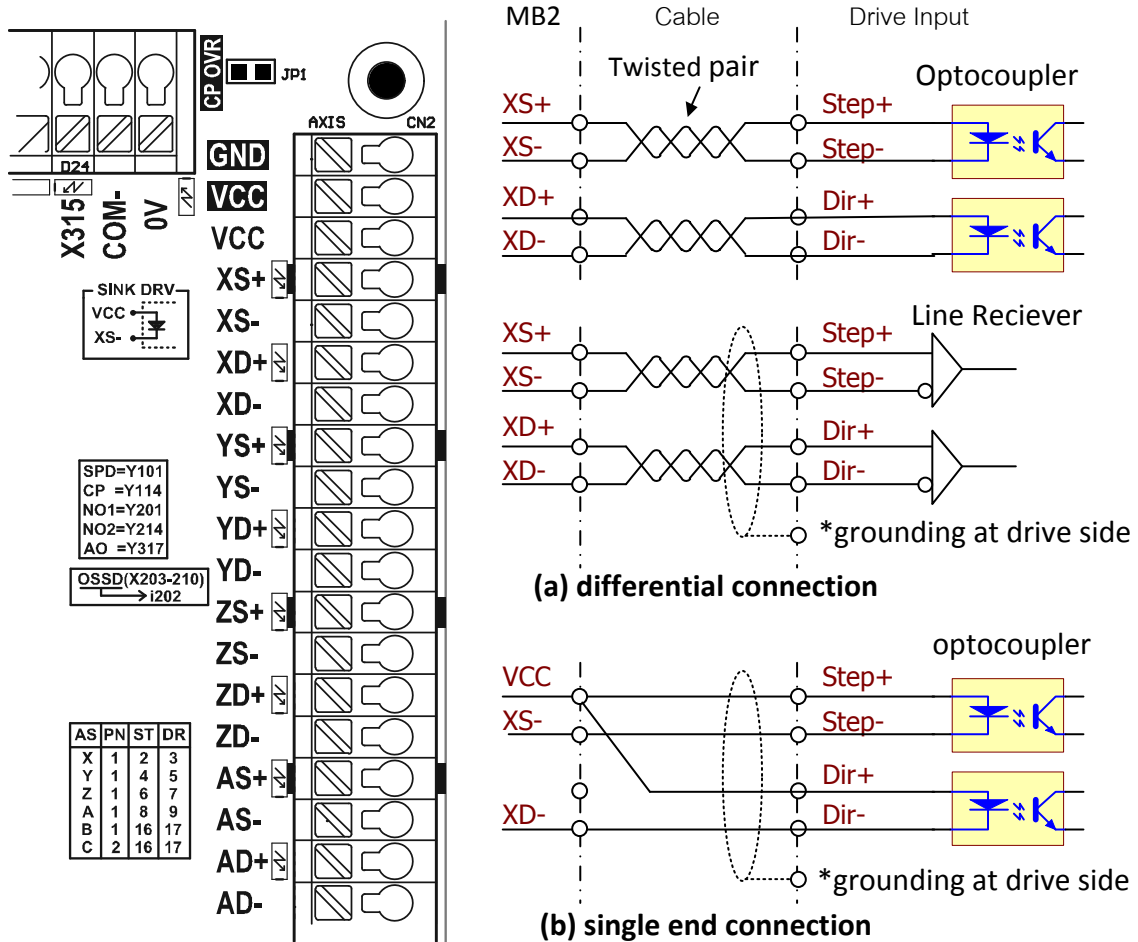 CP OVR
JP1
AXIS
CN2
D24
X315
COM-
0V
GND
VCC
VCC
XS+
XS-
XD+
XD-
YS+
YS-
YD+
YD-
ZS+
ZS-
ZD+
ZD-
AS+
AS-
AD+
AD-
SINK DRV
VCC
XS-
SPD=Y101
CP =Y114
NO1=Y201
NO2=Y214
AO =Y317
OSSD(X203-210)
i202
AS PN ST DR
X 1 2 3
Y 1 4 5
Z 1 6 7
A 1 8 9
B 1 16 17
C 2 16 17
MB2 Cable Drive Input
Twisted pair
Optocoupler
XS+ Step+
XS- Step-
XD+ Dir+
XD- Dir-
Line Reciever
XS+ Step+
XS- Step-
XD+ Dir+
XD- Dir-
*grounding at drive side
(a) differential connection
optocoupler
VCC Step+
XS- Step-
Dir+
XD- Dir-
*grounding at drive side
(b) single end connection